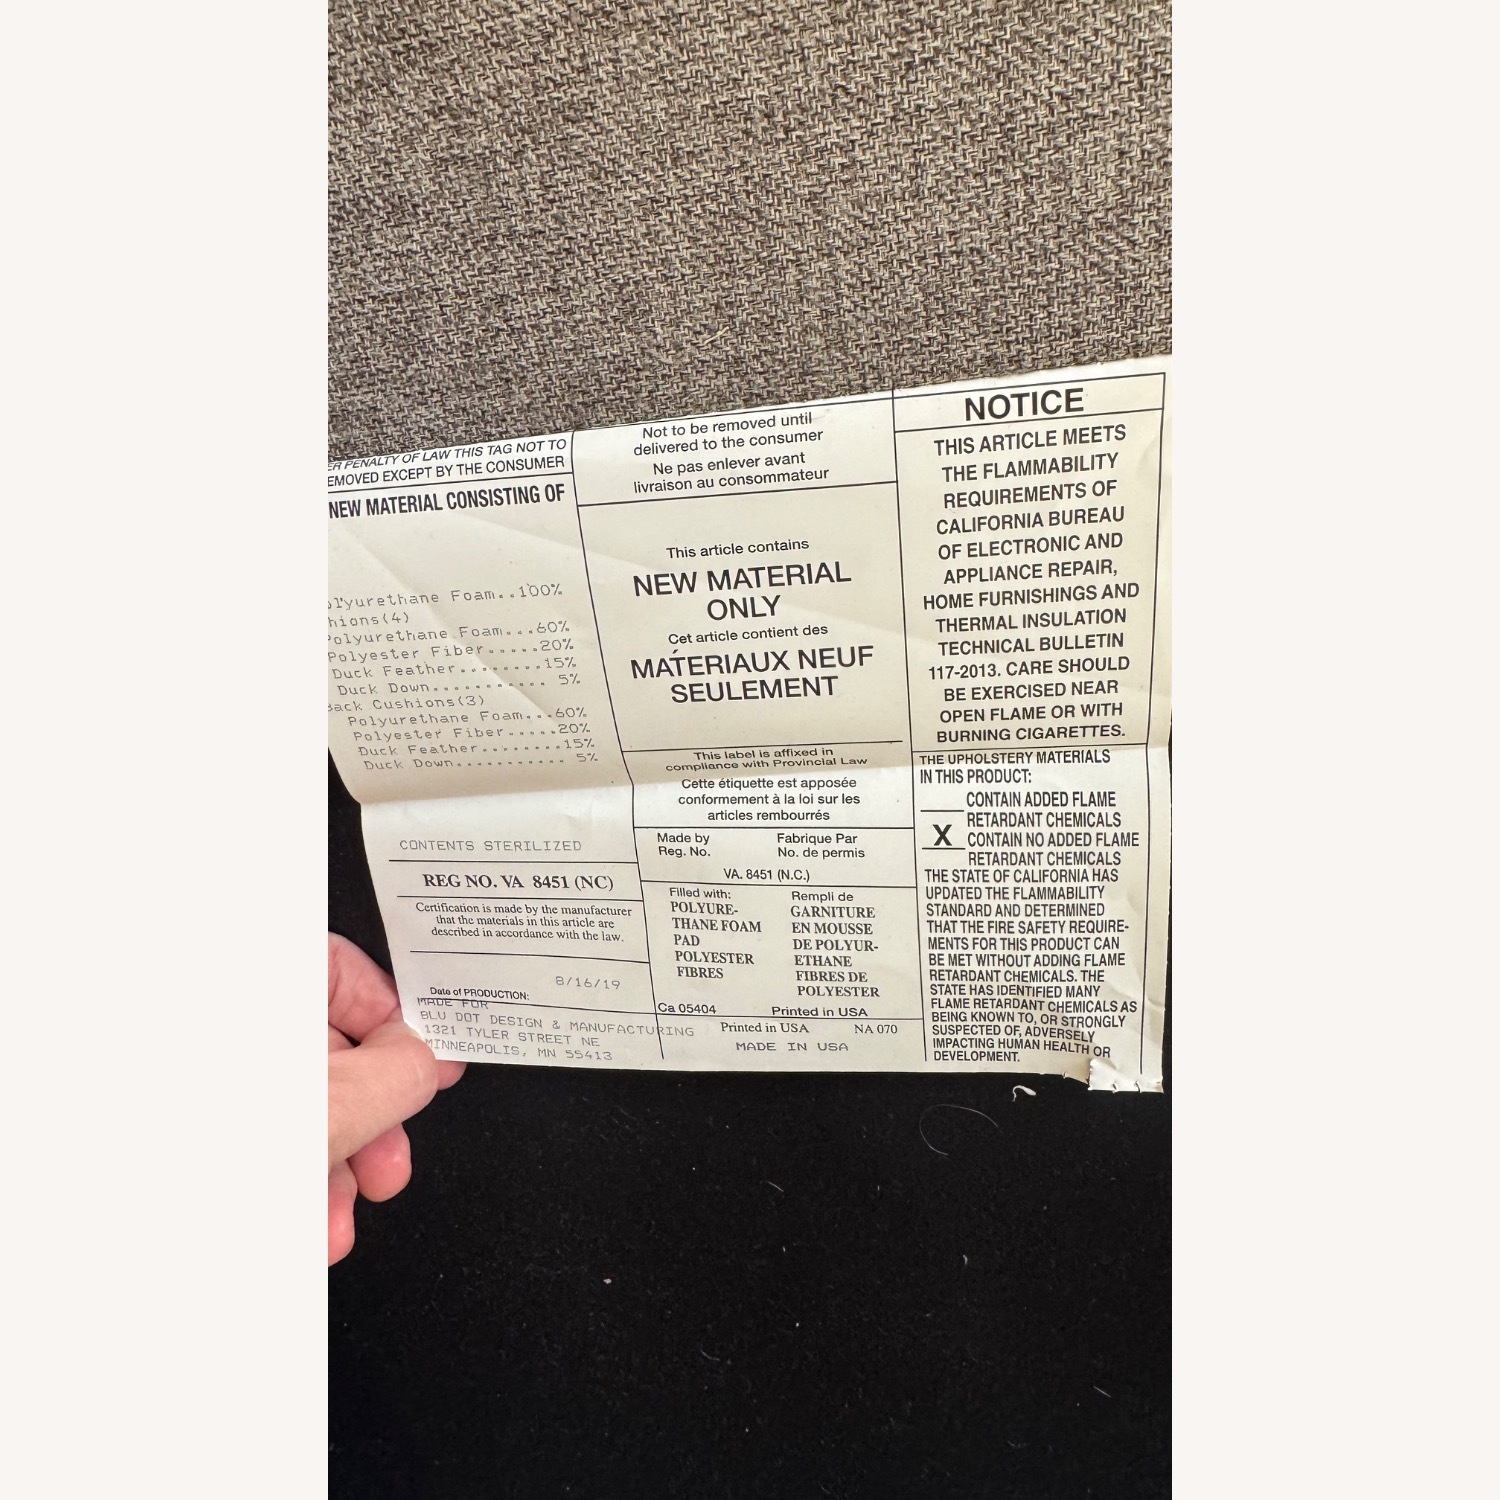 ER PENALTY OF LAW THIS TAG NOT TO
EMOVED EXCEPT BY THE CONSUMER
NEW MATERIAL CONSISTING OF
olyurethane Foam..100%
hions(4)
Polyurethane Foam...60%
Polyester Fiber.....20%
Duck Feather........15%
Duck Down........... 5%
Back Cushions(3)
Polyurethane Foam...60%
Polyester Fiber.....20%
Duck Feather........15%
Duck Down........... 5%
CONTENTS STERILIZED
REG NO. VA 8451 (NC)
Certification is made by the manufacturer
that the materials in this article are
described in accordance with the law.
8/16/19
Date of PRODUCTION:
MADE FOR
BLU DOT DESIGN & MANUFACTURING
1321 TYLER STREET NE
MINNEAPOLIS, MN 55413
Not to be removed until
delivered to the consumer
Ne pas enlever avant
livraison au consommateur
This article contains
NEW MATERIAL
ONLY
Cet article contient des
MATÉRIAUX NEUF
SEULEMENT
This label is affixed in
compliance with Provincial Law
Cette étiquette est apposée
conformement à la loi sur les
articles rembourrés
Made by Fabrique Par
Reg. No. No. de permis
VA. 8451 (N.C.)
Filled with: Rempli de
POLYURE- GARNITURE
THANE FOAM EN MOUSSE
PAD DE POLYUR-
POLYESTER ETHANE
FIBRES FIBRES DE
POLYESTER
Ca 05404 Printed in USA
Printed in USA NA 070
MADE IN USA
NOTICE
THIS ARTICLE MEETS
THE FLAMMABILITY
REQUIREMENTS OF
CALIFORNIA BUREAU
OF ELECTRONIC AND
APPLIANCE REPAIR,
HOME FURNISHINGS AND
THERMAL INSULATION
TECHNICAL BULLETIN
117-2013. CARE SHOULD
BE EXERCISED NEAR
OPEN FLAME OR WITH
BURNING CIGARETTES.
THE UPHOLSTERY MATERIALS
IN THIS PRODUCT:
CONTAIN ADDED FLAME
RETARDANT CHEMICALS
X CONTAIN NO ADDED FLAME
RETARDANT CHEMICALS
THE STATE OF CALIFORNIA HAS
UPDATED THE FLAMMABILITY
STANDARD AND DETERMINED
THAT THE FIRE SAFETY REQUIRE-
MENTS FOR THIS PRODUCT CAN
BE MET WITHOUT ADDING FLAME
RETARDANT CHEMICALS. THE
STATE HAS IDENTIFIED MANY
FLAME RETARDANT CHEMICALS AS
BEING KNOWN TO, OR STRONGLY
SUSPECTED OF, ADVERSELY
IMPACTING HUMAN HEALTH OR
DEVELOPMENT.